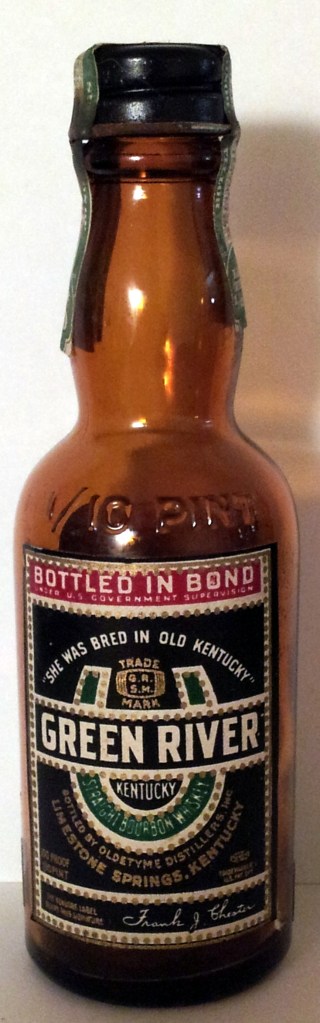 1/10 PINT
BOTTLED IN BOND
UNDER U.S. GOVERNMENT SUPERVISION
"SHE WAS BRED IN OLD KENTUCKY"
TRADE
G.R.
S.M.
MARK
GREEN RIVER
KENTUCKY
STRAIGHT BOURBON WHISKEY
BOTTLED BY OLDETYME DISTILLERS, INC.
LIMESTONE SPRINGS, KENTUCKY
100 PROOF
Frank J. Chester